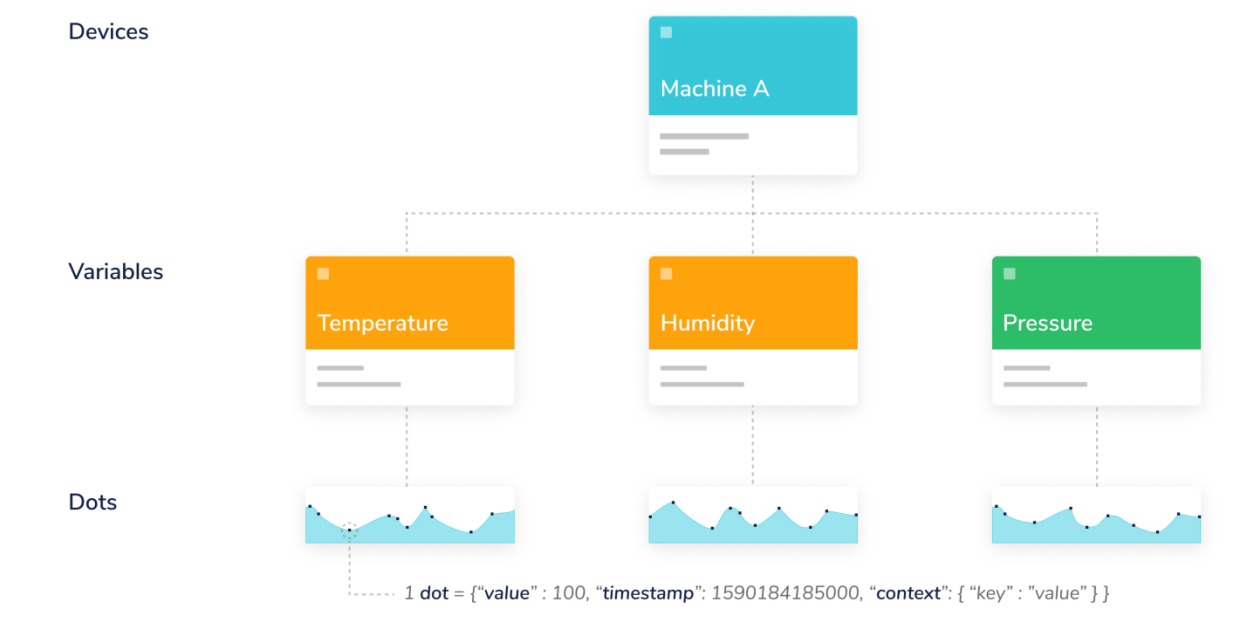 Devices
Machine A
Variables
Temperature
Humidity
Pressure
Dots
1 dot = {“value” : 100, “timestamp”: 1590184185000, “context”: { “key” : ”value” } }